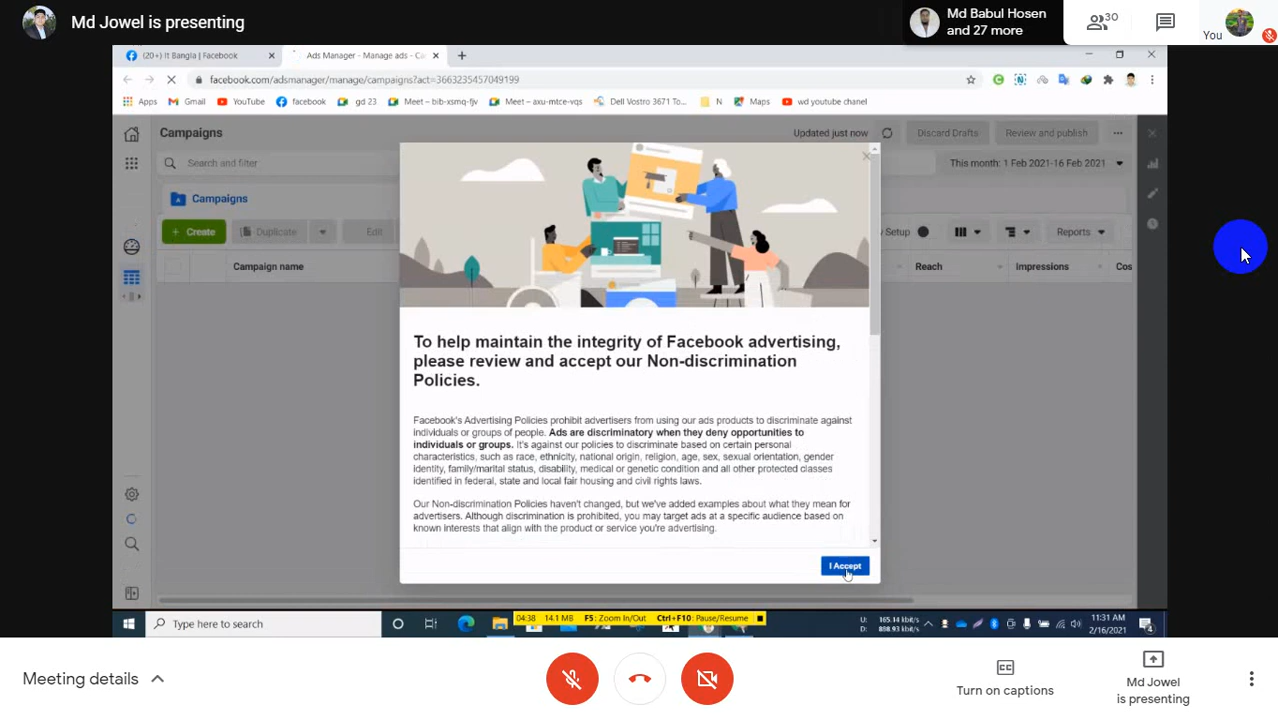 Md Jowel is presenting
Md Babul Hosen
and 27 more
30
You
(20+) It Bangla | Facebook
Ads Manager - Manage ads - Ca
facebook.com/adsmanager/manage/campaigns?act=3663235457049199
Apps
Gmail
YouTube
facebook
gd 23
Meet – bib-xsmq-fjv
Meet – axu-mtce-vqs
Dell Vostro 3671 To...
N
Maps
wd youtube chanel
Campaigns
Updated just now
Discard Drafts
Review and publish
Search and filter
This month: 1 Feb 2021-16 Feb 2021
Campaigns
+ Create
Duplicate
Edit
Setup
Reports
Campaign name
Reach
Impressions
Cos
To help maintain the integrity of Facebook advertising,
please review and accept our Non-discrimination
Policies.
Facebook's Advertising Policies prohibit advertisers from using our ads products to discriminate against
individuals or groups of people. Ads are discriminatory when they deny opportunities to
individuals or groups. It's against our policies to discriminate based on certain personal
characteristics, such as race, ethnicity, national origin, religion, age, sex, sexual orientation, gender
identity, family/marital status, disability, medical or genetic condition and all other protected classes
identified in federal, state and local fair housing and civil rights laws.
Our Non-discrimination Policies haven't changed, but we've added examples about what they mean for
advertisers. Although discrimination is prohibited, you may target ads at a specific audience based on
known interests that align with the product or service you're advertising.
I Accept
Type here to search
04:38 14.1 MB F5: Zoom In/Out Ctrl+F10: Pause/Resume
U: 165.14 kbit/s
D: 898.93 kbit/s
11:31 AM
2/16/2021
4
Meeting details
Turn on captions
Md Jowel
is presenting